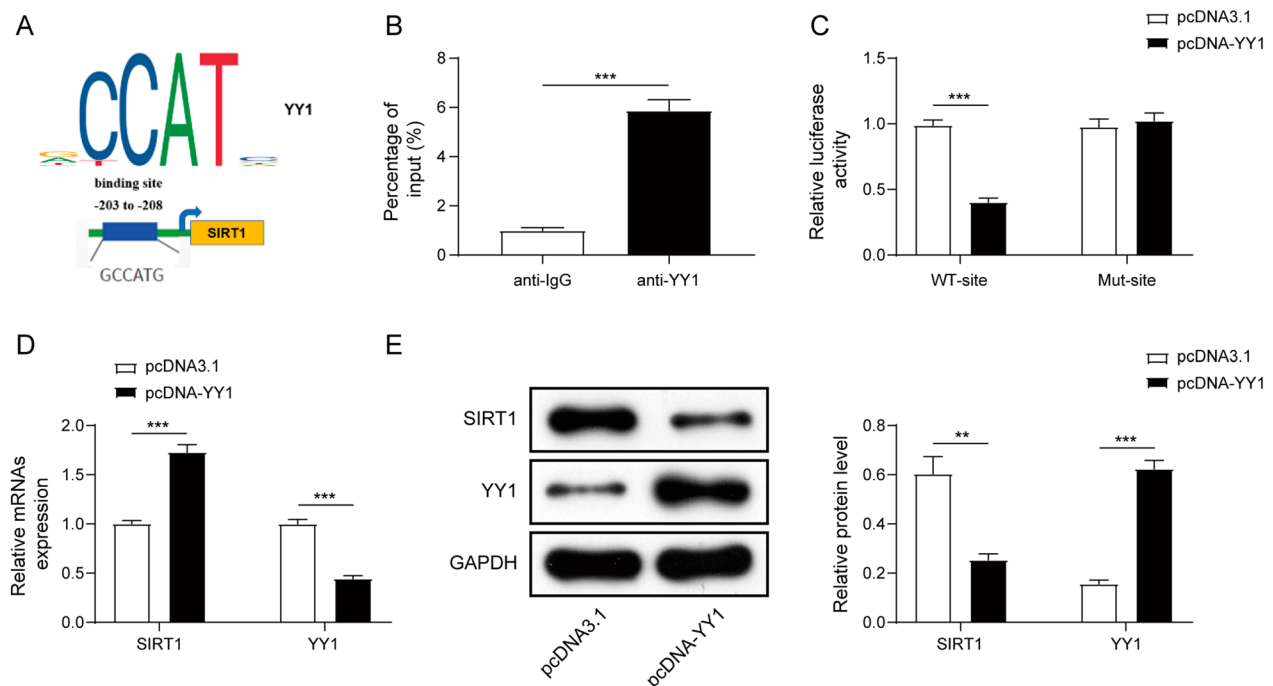 A
CCAT
YY1
binding site
-203 to -208
SIRT1
GCCATG
B
Percentage of
input (%)
8
6
4
2
0
***
anti-IgG
anti-YY1
C
pcDNA3.1
pcDNA-YY1
Relative luciferase
activity
1.5
1.0
0.5
0.0
***
WT-site
Mut-site
D
pcDNA3.1
pcDNA-YY1
Relative mRNAs
expression
2.0
1.5
1.0
0.5
0.0
***
***
SIRT1
YY1
E
SIRT1
YY1
GAPDH
pcDNA3.1
pcDNA-YY1
pcDNA3.1
pcDNA-YY1
Relative protein level
0.8
0.6
0.4
0.2
0.0
**
***
SIRT1
YY1